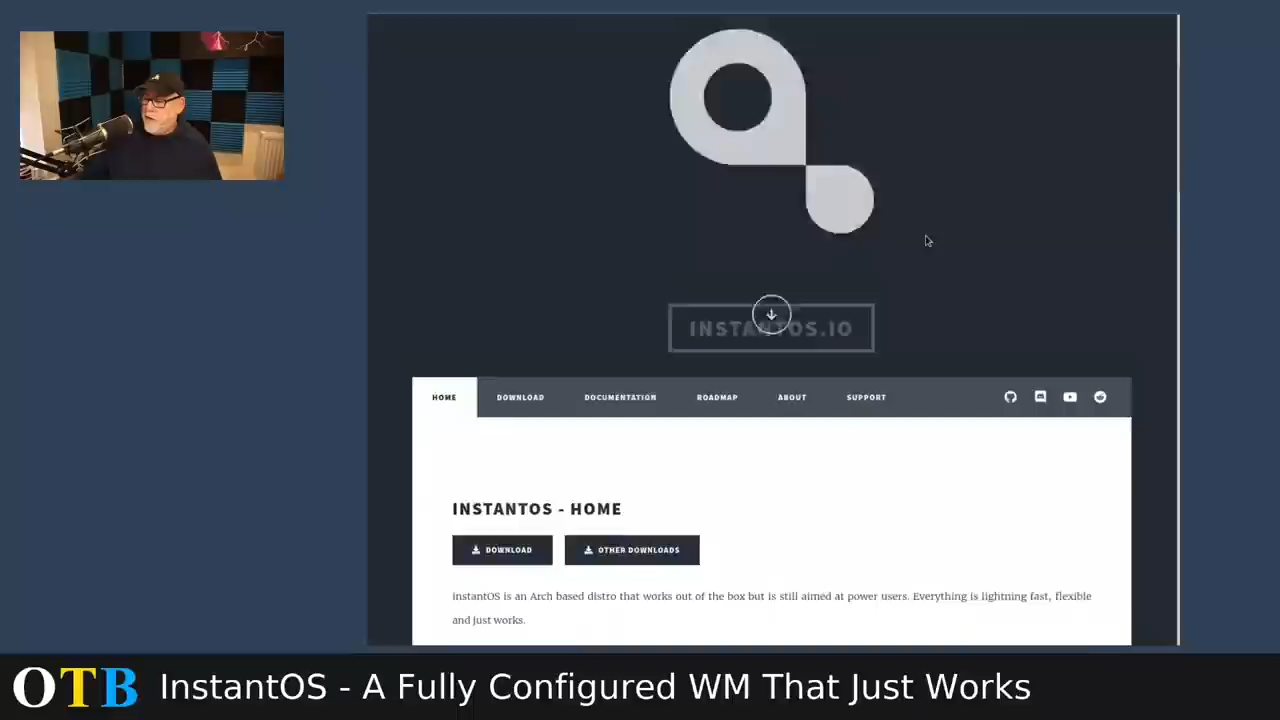 INSTANTOS.IO
HOME DOWNLOAD DOCUMENTATION ROADMAP ABOUT SUPPORT
INSTANTOS - HOME
DOWNLOAD OTHER DOWNLOADS
instantOS is an Arch based distro that works out of the box but is still aimed at power users. Everything is lightning fast, flexible
and just works.
OTB InstantOS - A Fully Configured WM That Just Works